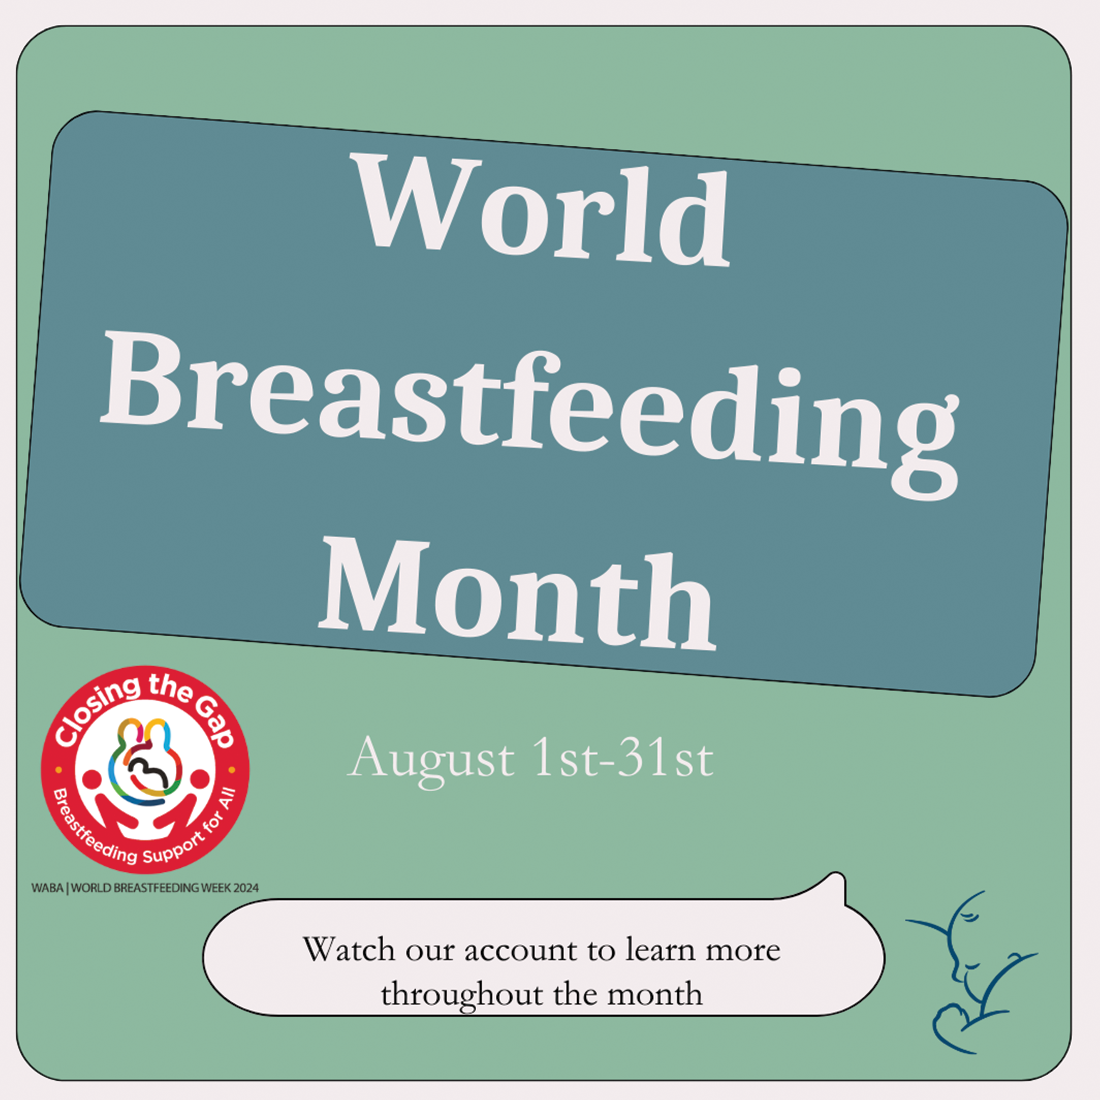 World
Breastfeeding
Month
Closing the Gap
Breastfeeding Support for All
WABA | WORLD BREASTFEEDING WEEK 2024
August 1st-31st
Watch our account to learn more
throughout the month